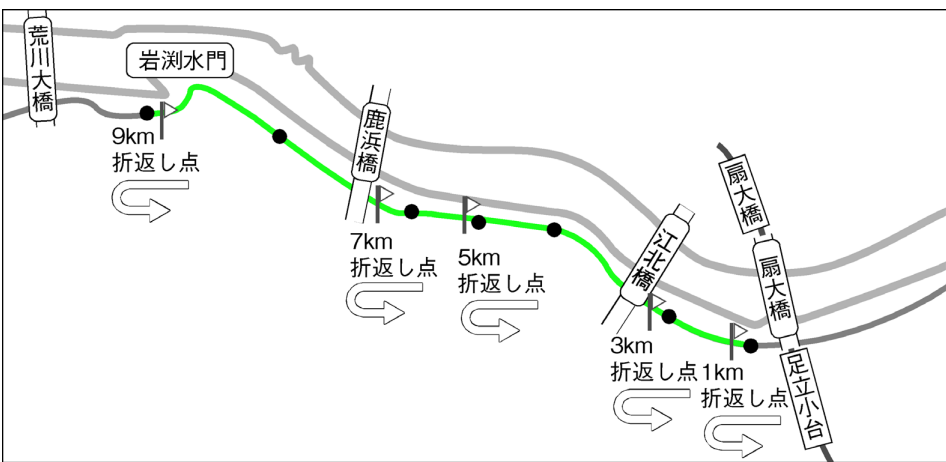 荒川大橋
岩渕水門
鹿浜橋
扇大橋
9km
折返し点
江北橋
7km
折返し点
5km
折返し点
扇大橋
3km
折返し点
1km
折返し点
足立小台